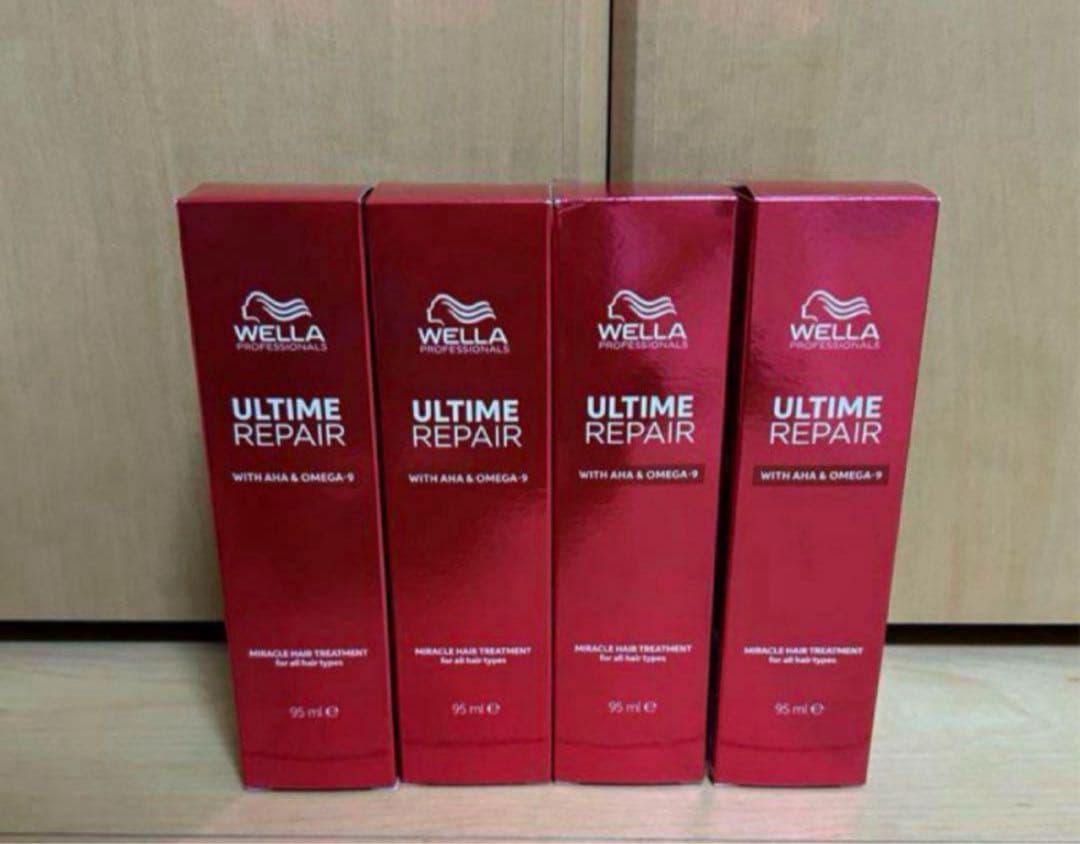 WELLA
PROFESSIONALS
ULTIME
REPAIR
WITH AHA & OMEGA-9
MIRACLE HAIR TREATMENT
for all hair types
95 ml e
WELLA
PROFESSIONALS
ULTIME
REPAIR
WITH AHA & OMEGA-9
MIRACLE HAIR TREATMENT
for all hair types
95 ml e
WELLA
PROFESSIONALS
ULTIME
REPAIR
WITH AHA & OMEGA-9
MIRACLE HAIR TREATMENT
for all hair types
95 ml e
WELLA
PROFESSIONALS
ULTIME
REPAIR
WITH AHA & OMEGA-9
MIRACLE HAIR TREATMENT
for all hair types
95 ml e